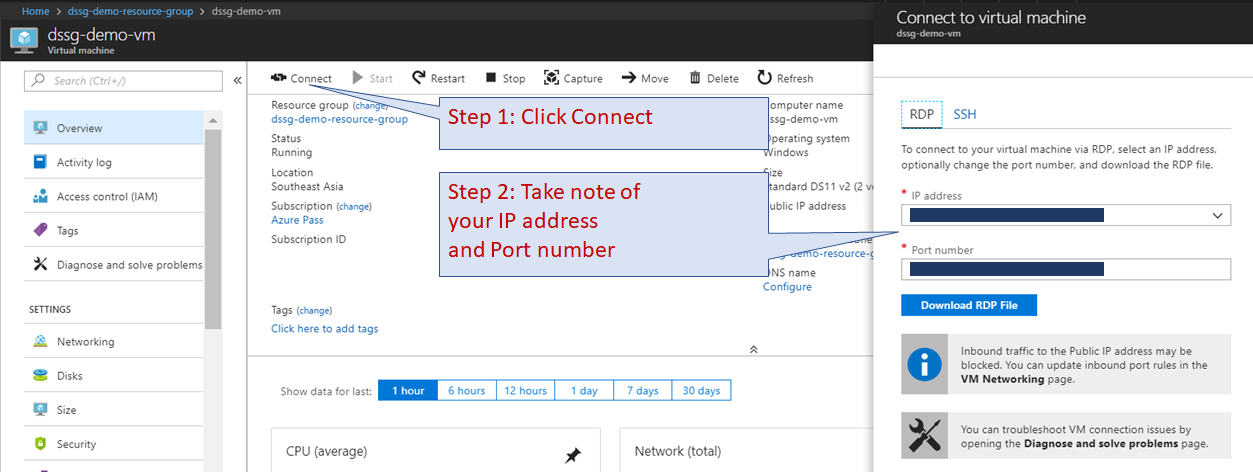 Home > dssg-demo-resource-group > dssg-demo-vm
dssg-demo-vm
Virtual machine
Search (Ctrl+/)
Overview
Activity log
Access control (IAM)
Tags
Diagnose and solve problems
SETTINGS
Networking
Disks
Size
Security
Connect
Start
Restart
Stop
Capture
Move
Delete
Refresh
Resource group (change)
dssg-demo-resource-group
Status
Running
Location
Southeast Asia
Subscription (change)
Azure Pass
Subscription ID
Tags (change)
Click here to add tags
Step 1: Click Connect
Step 2: Take note of
your IP address
and Port number
omputer name
ssg-demo-vm
perating system
Windows
Size
tandard DS11 v2 (2 v
ublic IP address
sg-demo-resource-g
NS name
Configure
Show data for last:
1 hour
6 hours
12 hours
1 day
7 days
30 days
CPU (average)
Network (total)
Connect to virtual machine
dssg-demo-vm
RDP
SSH
To connect to your virtual machine via RDP, select an IP address,
optionally change the port number, and download the RDP file.
* IP address
* Port number
Download RDP File
Inbound traffic to the Public IP address may be
blocked. You can update inbound port rules in the
VM Networking page.
You can troubleshoot VM connection issues by
opening the Diagnose and solve problems page.